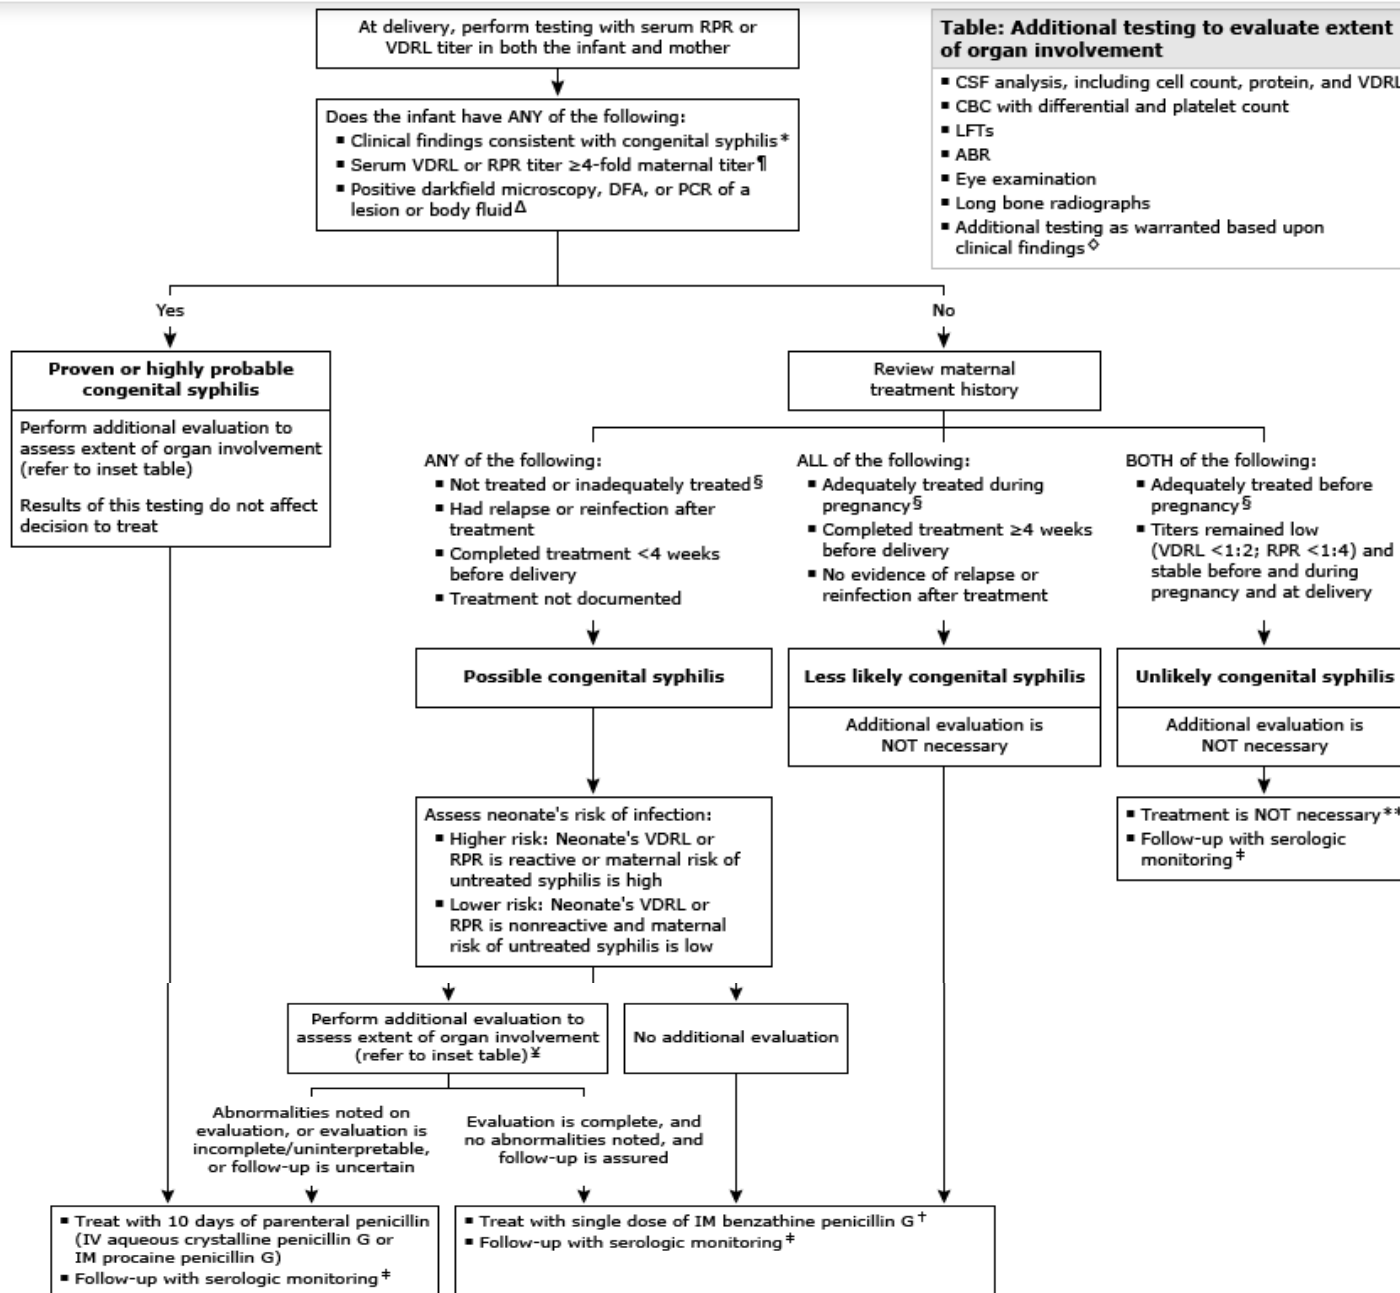 At delivery, perform testing with serum RPR or
VDRL titer in both the infant and mother
Does the infant have ANY of the following:
▪ Clinical findings consistent with congenital syphilis*
▪ Serum VDRL or RPR titer ≥4-fold maternal titer¶
▪ Positive darkfield microscopy, DFA, or PCR of a
lesion or body fluidΔ
Table: Additional testing to evaluate extent
of organ involvement
▪ CSF analysis, including cell count, protein, and VDRL
▪ CBC with differential and platelet count
▪ LFTs
▪ ABR
▪ Eye examination
▪ Long bone radiographs
▪ Additional testing as warranted based upon
clinical findings◇
Yes
No
Proven or highly probable
congenital syphilis
Perform additional evaluation to
assess extent of organ involvement
(refer to inset table)
Results of this testing do not affect
decision to treat
Review maternal
treatment history
ANY of the following:
▪ Not treated or inadequately treated§
▪ Had relapse or reinfection after
treatment
▪ Completed treatment <4 weeks
before delivery
▪ Treatment not documented
ALL of the following:
▪ Adequately treated during
pregnancy§
▪ Completed treatment ≥4 weeks
before delivery
▪ No evidence of relapse or
reinfection after treatment
BOTH of the following:
▪ Adequately treated before
pregnancy§
▪ Titers remained low
(VDRL <1:2; RPR <1:4) and
stable before and during
pregnancy and at delivery
Possible congenital syphilis
Less likely congenital syphilis
Additional evaluation is
NOT necessary
Unlikely congenital syphilis
Additional evaluation is
NOT necessary
Assess neonate's risk of infection:
▪ Higher risk: Neonate's VDRL or
RPR is reactive or maternal risk of
untreated syphilis is high
▪ Lower risk: Neonate's VDRL or
RPR is nonreactive and maternal
risk of untreated syphilis is low
▪ Treatment is NOT necessary**
▪ Follow-up with serologic
monitoring‡
Perform additional evaluation to
assess extent of organ involvement
(refer to inset table)¥
No additional evaluation
Abnormalities noted on
evaluation, or evaluation is
incomplete/uninterpretable,
or follow-up is uncertain
Evaluation is complete, and
no abnormalities noted, and
follow-up is assured
▪ Treat with 10 days of parenteral penicillin
(IV aqueous crystalline penicillin G or
IM procaine penicillin G)
▪ Follow-up with serologic monitoring‡
▪ Treat with single dose of IM benzathine penicillin G†
▪ Follow-up with serologic monitoring‡